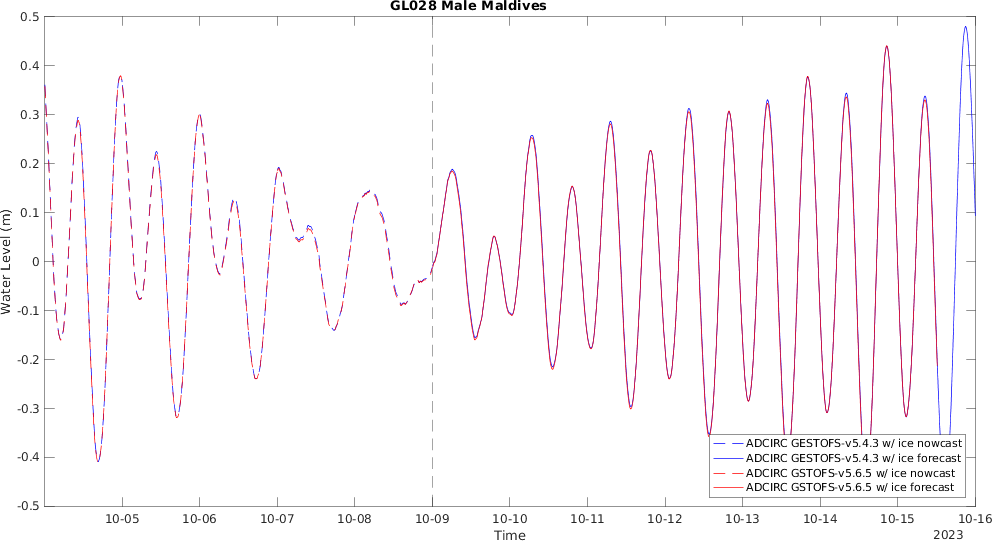 GL028 Male Maldives
0.5
0.4
0.3
0.2
0.1
0
-0.1
-0.2
-0.3
-0.4
-0.5
Water Level (m)
ADCIRC GESTOFS-v5.4.3 w/ ice nowcast
ADCIRC GESTOFS-v5.4.3 w/ ice forecast
ADCIRC GSTOFS-v5.6.5 w/ ice nowcast
ADCIRC GSTOFS-v5.6.5 w/ ice forecast
10-05 10-06 10-07 10-08 10-09 10-10 10-11 10-12 10-13 10-14 10-15 10-16
Time
2023